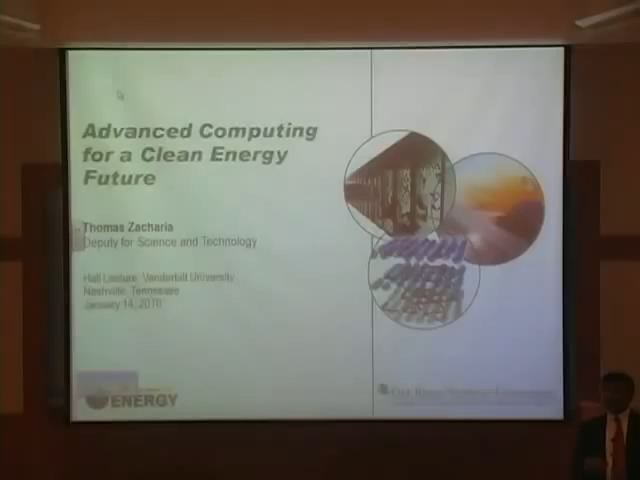 Advanced Computing
for a Clean Energy
Future
Thomas Zacharia
Deputy for Science and Technology
Hall Lecture, Vanderbilt University
Nashville, Tennessee
January 14, 2010
ENERGY